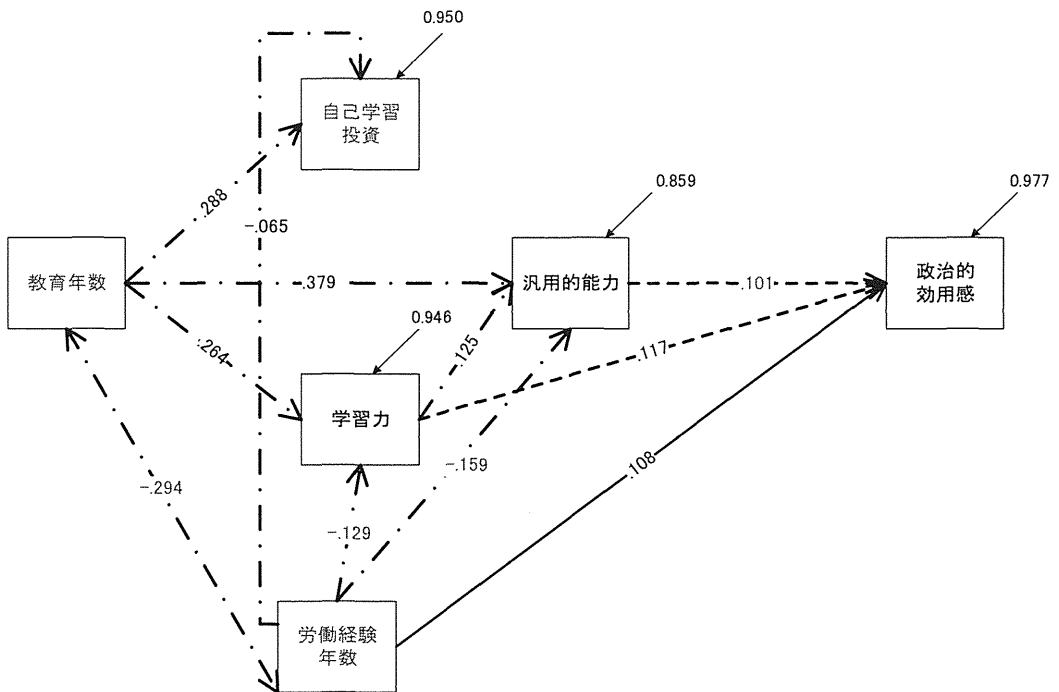 0.950
自己学習
投資
.288
-.065
0.859
0.977
教育年数
.379
汎用的能力
.101
政治的
効用感
.264
0.946
.125
.117
学習力
-.294
-.159
.108
-.129
労働経験
年数